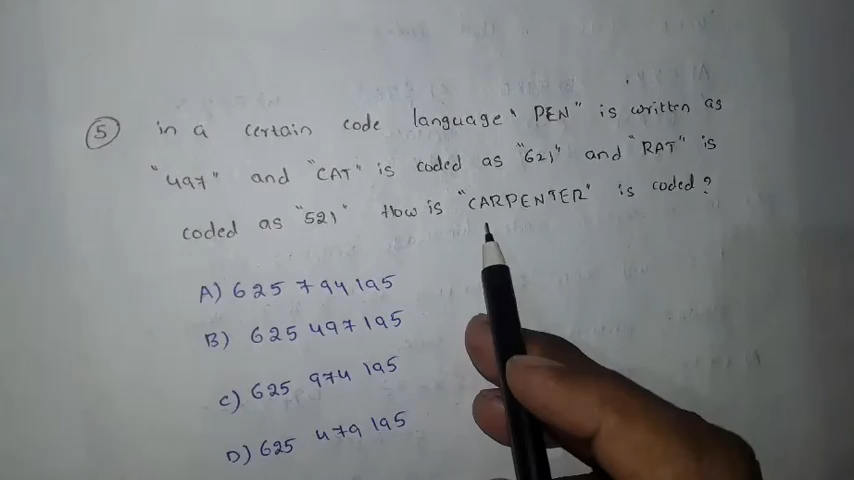 5 in a certain code language "PEN" is written as
"497" and "CAT" is coded as "621" and "RAT" is
coded as "521" How is "CARPENTER" is coded?
A) 625 794 195
B) 625 497 195
C) 625 974 195
D) 625 479 195